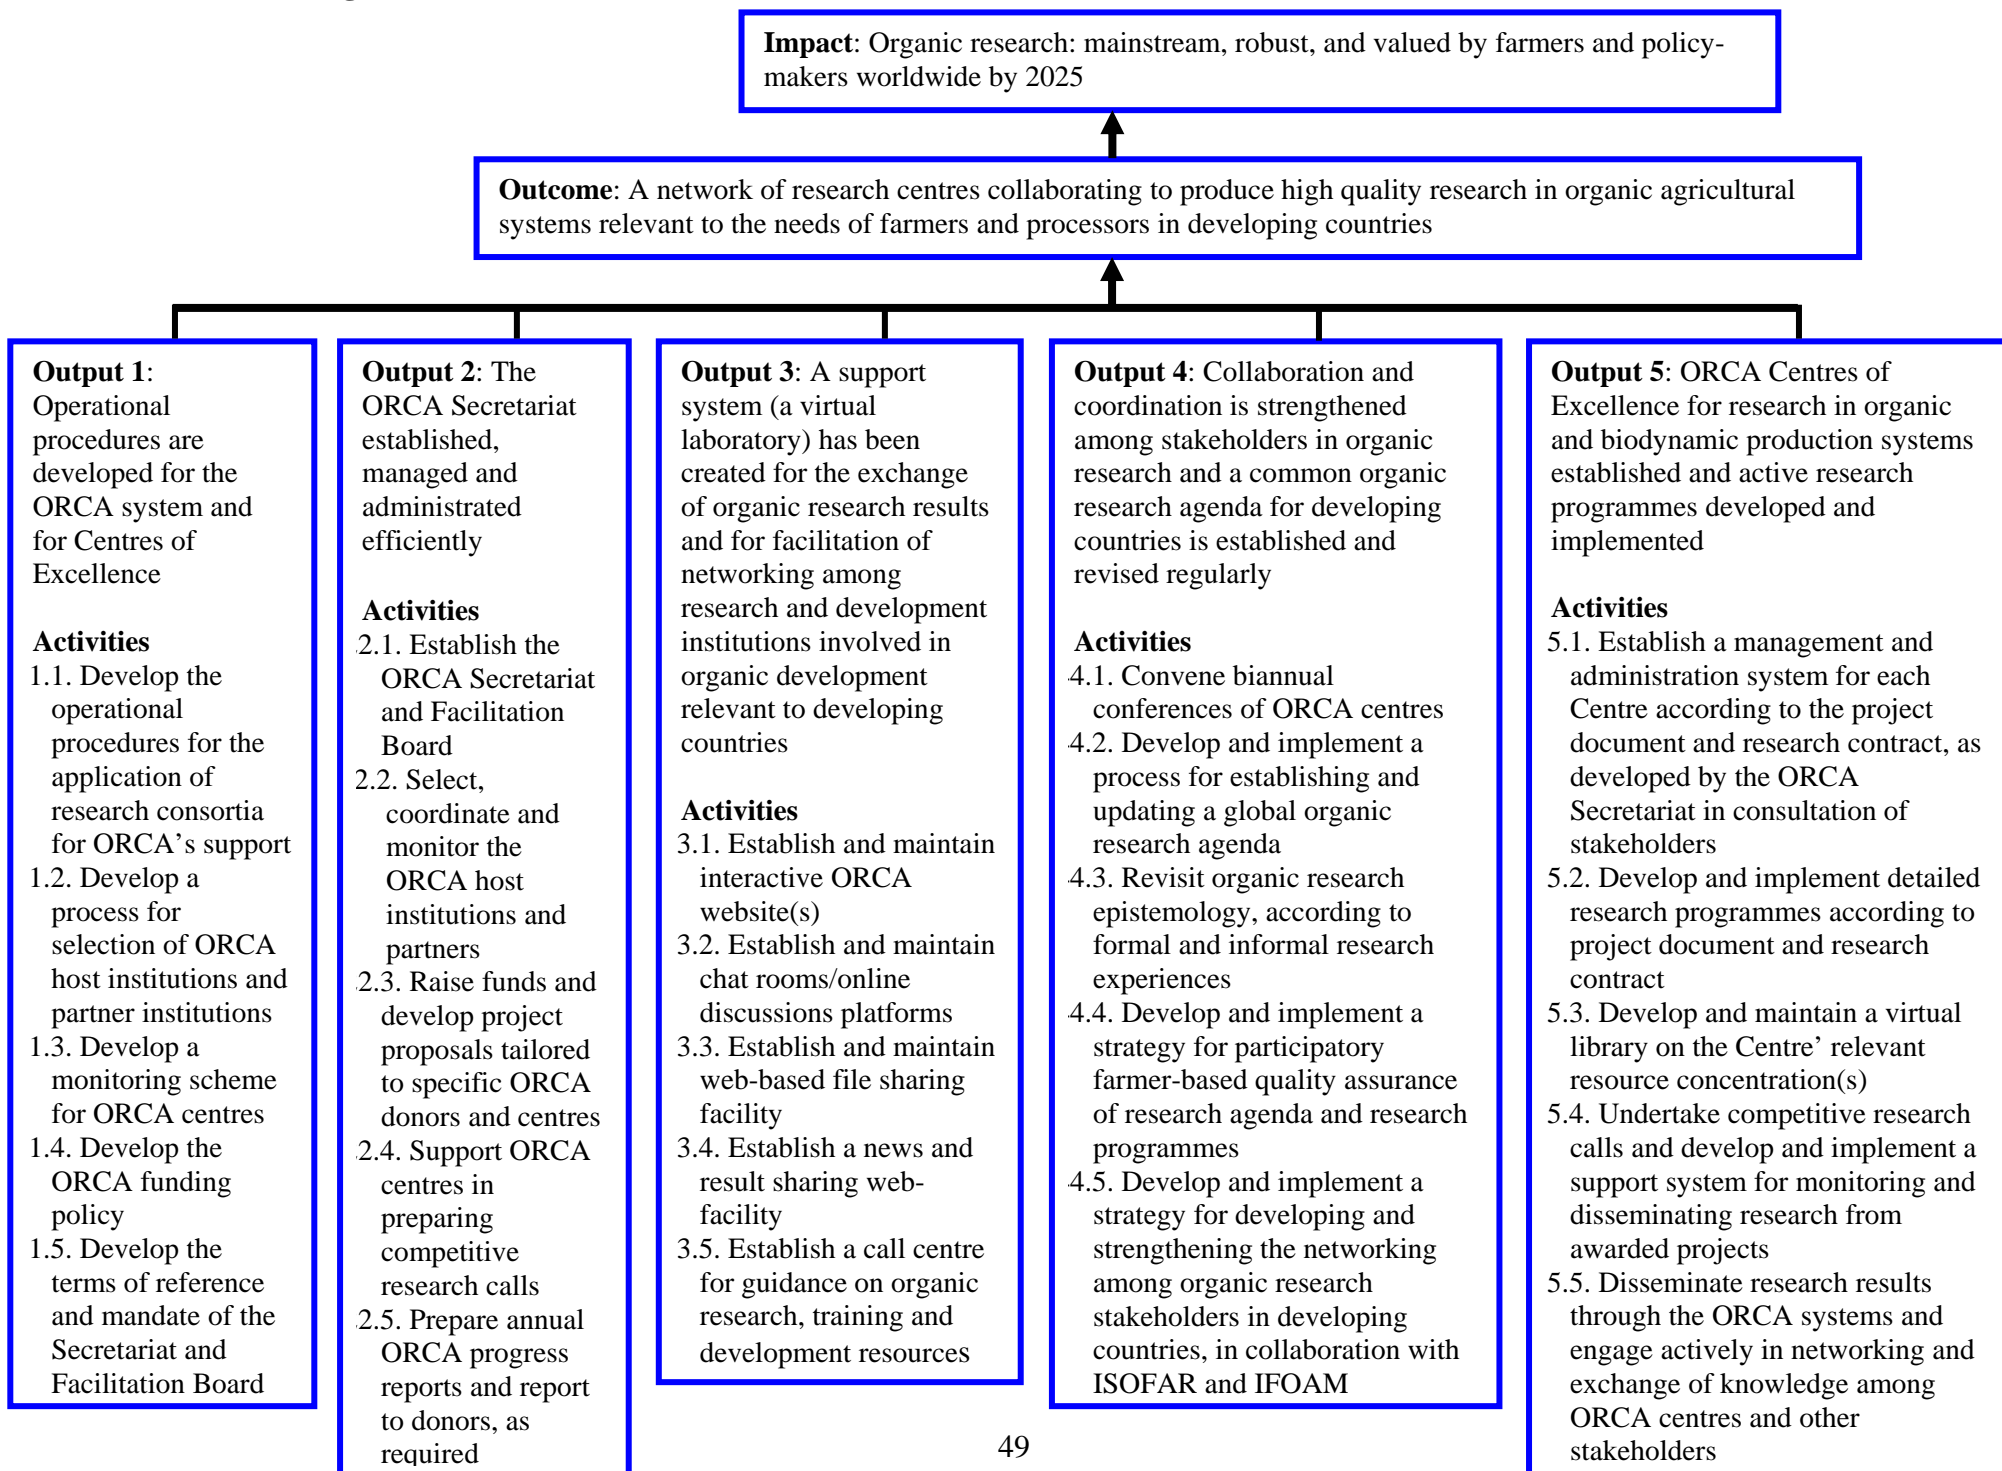 Impact: Organic research: mainstream, robust, and valued by farmers and policy-
makers worldwide by 2025
Outcome: A network of research centres collaborating to produce high quality research in organic agricultural
systems relevant to the needs of farmers and processors in developing countries
Output 1:
Operational
procedures are
developed for the
ORCA system and
for Centres of
Excellence
Activities
1.1. Develop the
operational
procedures for the
application of
research consortia
for ORCA's support
1.2. Develop a
process for
selection of ORCA
host institutions and
partner institutions
1.3. Develop a
monitoring scheme
for ORCA centres
1.4. Develop the
ORCA funding
policy
1.5. Develop the
terms of reference
and mandate of the
Secretariat and
Facilitation Board
Output 2: The
ORCA Secretariat
established,
managed and
administrated
efficiently
Activities
2.1. Establish the
ORCA Secretariat
and Facilitation
Board
2.2. Select,
coordinate and
monitor the
ORCA host
institutions and
partners
2.3. Raise funds and
develop project
proposals tailored
to specific ORCA
donors and centres
2.4. Support ORCA
centres in
preparing
competitive
research calls
2.5. Prepare annual
ORCA progress
reports and report
to donors, as
required
Output 3: A support
system (a virtual
laboratory) has been
created for the exchange
of organic research results
and for facilitation of
networking among
research and development
institutions involved in
organic development
relevant to developing
countries
Activities
3.1. Establish and maintain
interactive ORCA
website(s)
3.2. Establish and maintain
chat rooms/online
discussions platforms
3.3. Establish and maintain
web-based file sharing
facility
3.4. Establish a news and
result sharing web-
facility
3.5. Establish a call centre
for guidance on organic
research, training and
development resources
Output 4: Collaboration and
coordination is strengthened
among stakeholders in organic
research and a common organic
research agenda for developing
countries is established and
revised regularly
Activities
4.1. Convene biannual
conferences of ORCA centres
4.2. Develop and implement a
process for establishing and
updating a global organic
research agenda
4.3. Revisit organic research
epistemology, according to
formal and informal research
experiences
4.4. Develop and implement a
strategy for participatory
farmer-based quality assurance
of research agenda and research
programmes
4.5. Develop and implement a
strategy for developing and
strengthening the networking
among organic research
stakeholders in developing
countries, in collaboration with
ISOFAR and IFOAM
Output 5: ORCA Centres of
Excellence for research in organic
and biodynamic production systems
established and active research
programmes developed and
implemented
Activities
5.1. Establish a management and
administration system for each
Centre according to the project
document and research contract, as
developed by the ORCA
Secretariat in consultation of
stakeholders
5.2. Develop and implement detailed
research programmes according to
project document and research
contract
5.3. Develop and maintain a virtual
library on the Centre' relevant
resource concentration(s)
5.4. Undertake competitive research
calls and develop and implement a
support system for monitoring and
disseminating research from
awarded projects
5.5. Disseminate research results
through the ORCA systems and
engage actively in networking and
exchange of knowledge among
ORCA centres and other
stakeholders
49